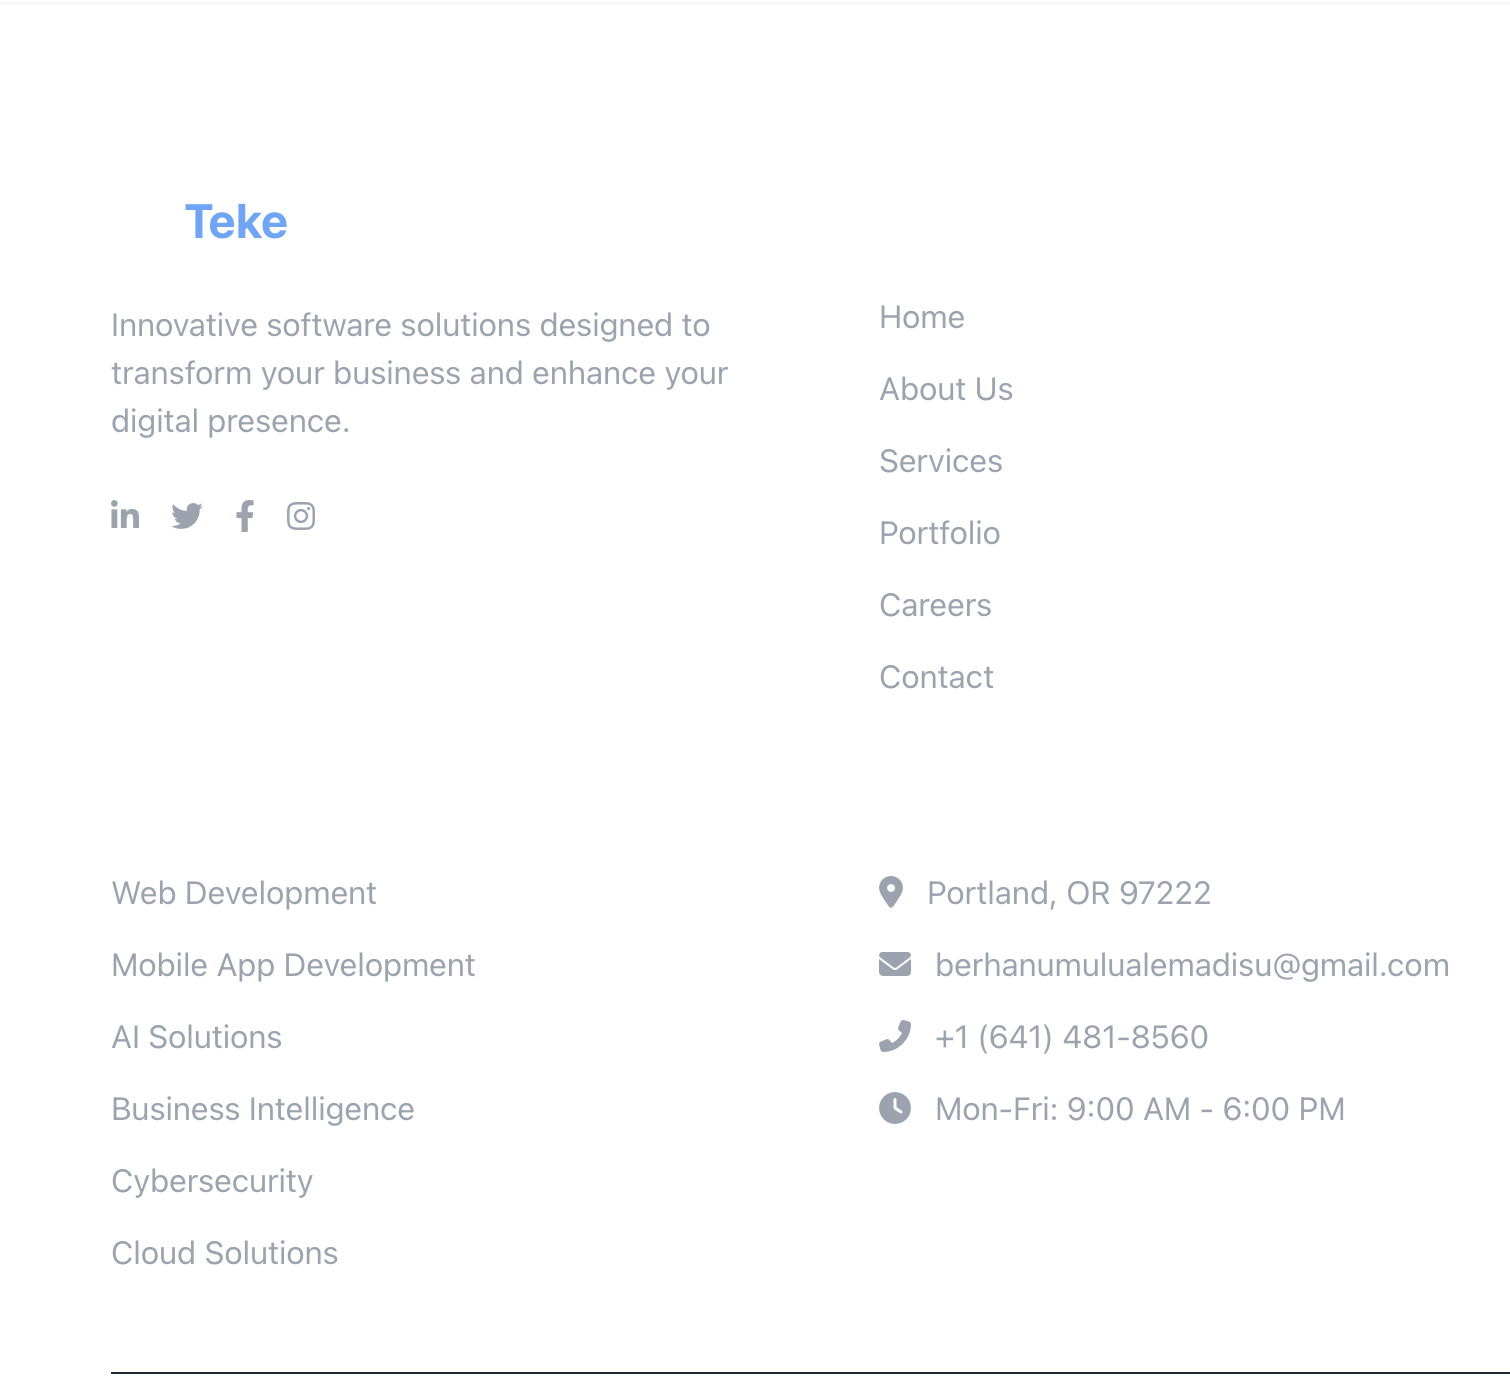 Teke
Innovative software solutions designed to
transform your business and enhance your
digital presence.
Home
About Us
Services
Portfolio
Careers
Contact
Web Development
Mobile App Development
AI Solutions
Business Intelligence
Cybersecurity
Cloud Solutions
Portland, OR 97222
berhanumulualemadisu@gmail.com
+1 (641) 481-8560
Mon-Fri: 9:00 AM - 6:00 PM